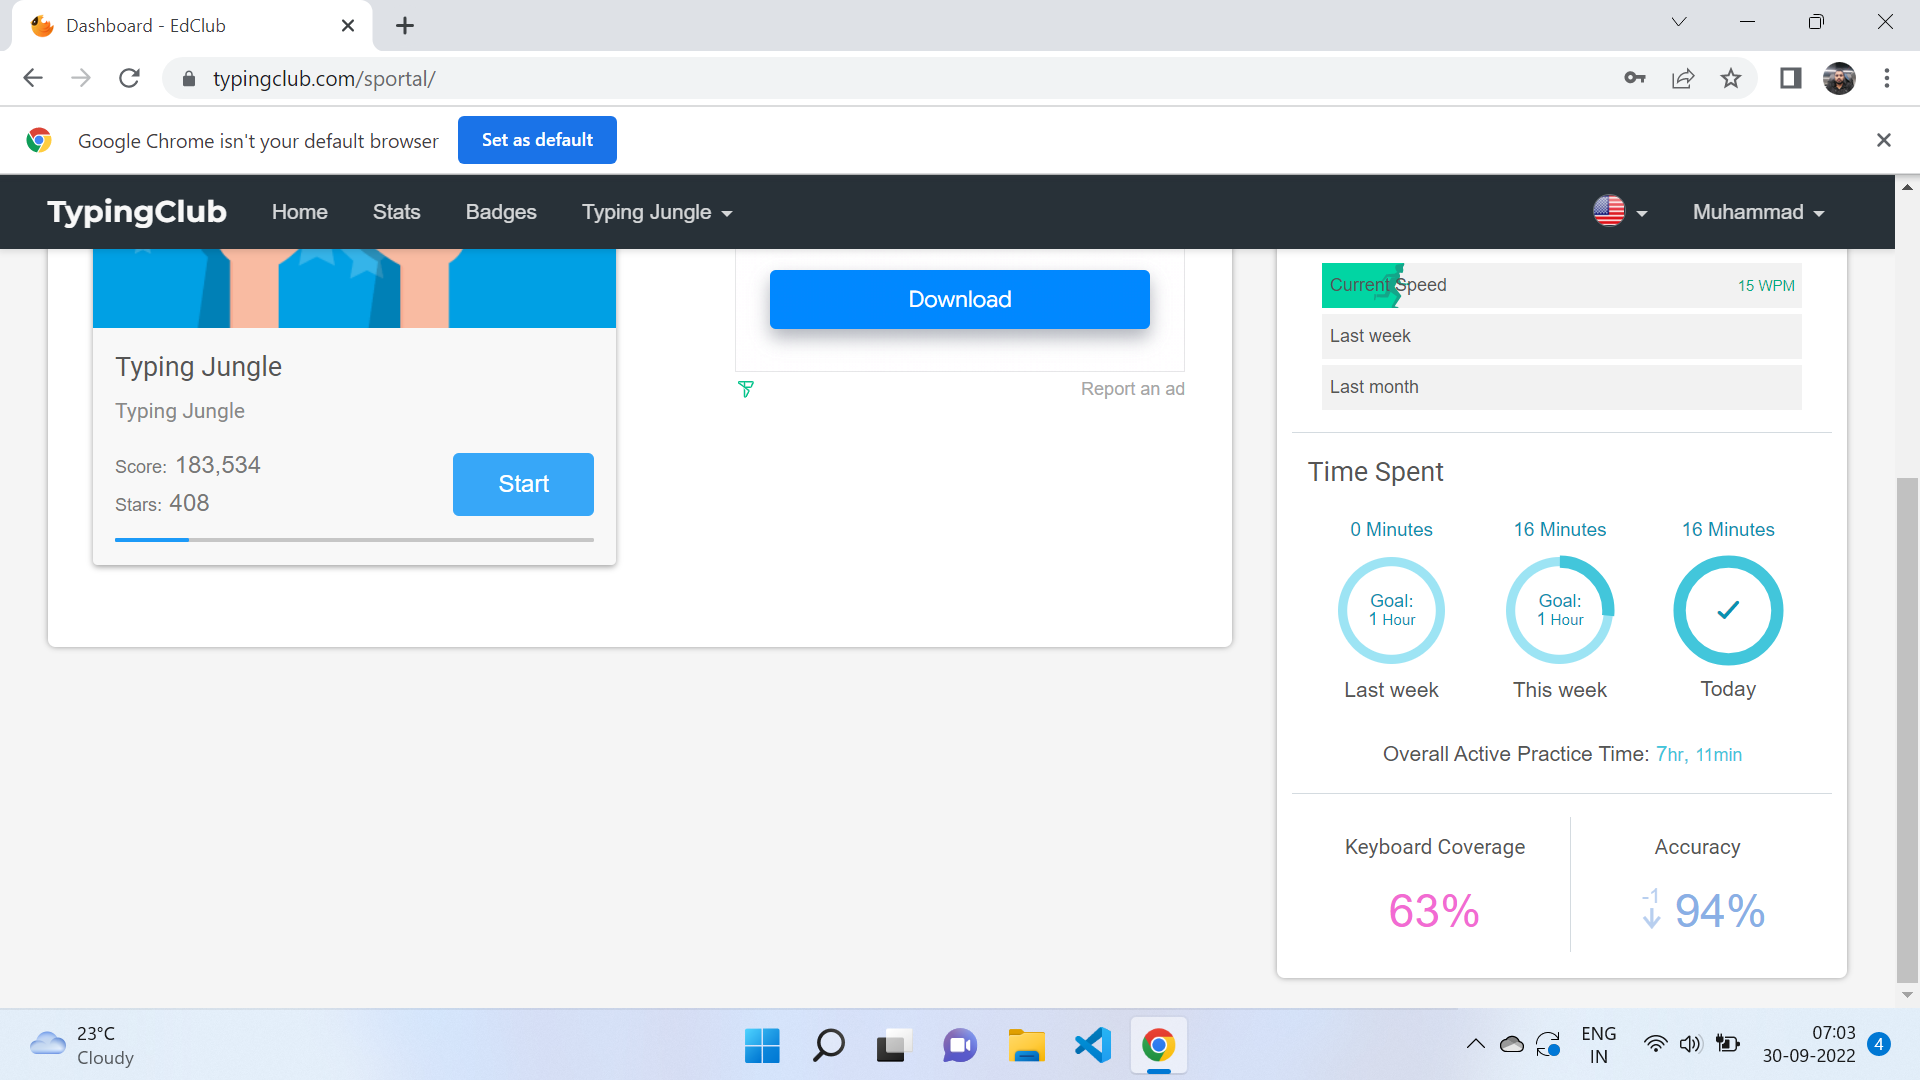 Dashboard - EdClub
typingclub.com/sportal/
Google Chrome isn't your default browser
Set as default
TypingClub
Home
Stats
Badges
Typing Jungle
Muhammad
Download
Report an ad
Typing Jungle
Typing Jungle
Score: 183,534
Stars: 408
Start
Current Speed
15 WPM
Last week
Last month
Time Spent
0 Minutes
16 Minutes
16 Minutes
Goal:
1 Hour
Goal:
1 Hour
Last week
This week
Today
Overall Active Practice Time: 7hr, 11min
Keyboard Coverage
Accuracy
63%
-1
94%
23°C
Cloudy
ENG
IN
07:03
30-09-2022
4